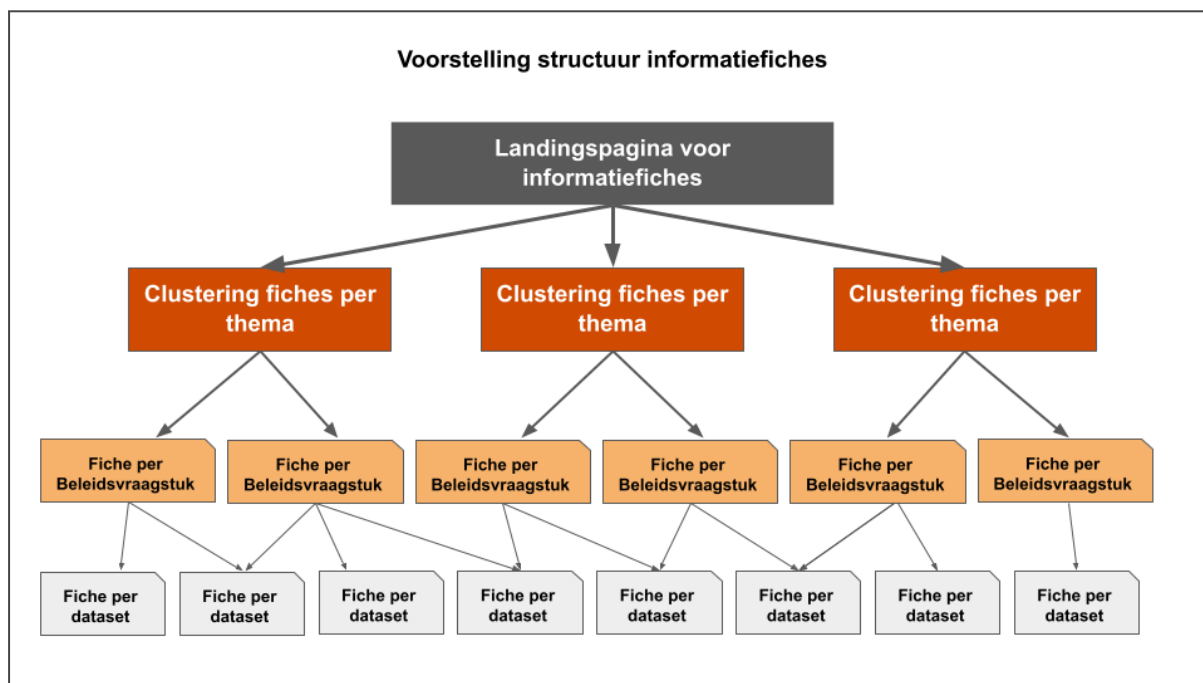 Voorstelling structuur informatiefiches
Landingspagina voor
informatiefiches
Clustering fiches per
thema
Clustering fiches per
thema
Clustering fiches per
thema
Fiche per
Beleidsvraagstuk
Fiche per
Beleidsvraagstuk
Fiche per
Beleidsvraagstuk
Fiche per
Beleidsvraagstuk
Fiche per
Beleidsvraagstuk
Fiche per
Beleidsvraagstuk
Fiche per
dataset
Fiche per
dataset
Fiche per
dataset
Fiche per
dataset
Fiche per
dataset
Fiche per
dataset
Fiche per
dataset
Fiche per
dataset